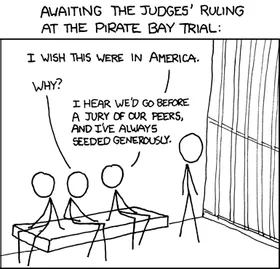 AWAITING THE JUDGES' RULING
AT THE PIRATE BAY TRIAL:
I WISH THIS WERE IN AMERICA.
WHY?
I HEAR WE'D GO BEFORE
A JURY OF OUR PEERS,
AND I'VE ALWAYS
SEEDED GENEROUSLY.